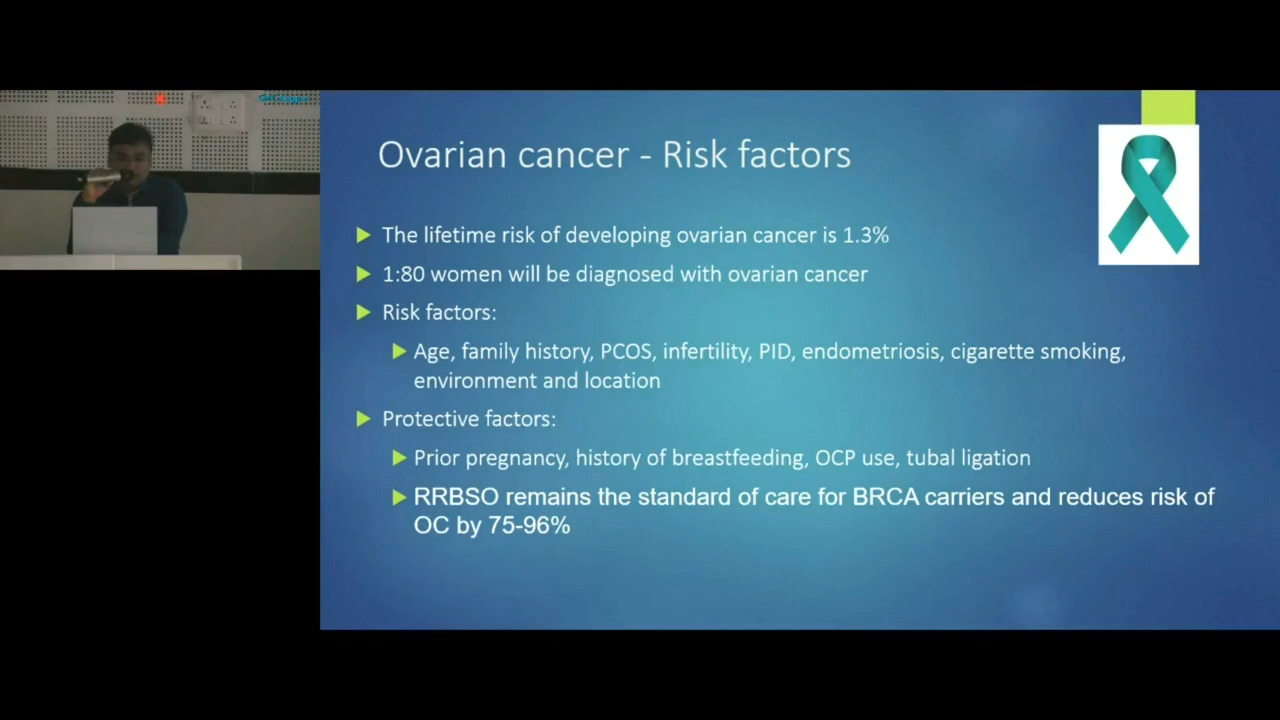 Ovarian cancer - Risk factors
The lifetime risk of developing ovarian cancer is 1.3%
1:80 women will be diagnosed with ovarian cancer
Risk factors:
Age, family history, PCOS, infertility, PID, endometriosis, cigarette smoking,
environment and location
Protective factors:
Prior pregnancy, history of breastfeeding, OCP use, tubal ligation
RRBSO remains the standard of care for BRCA carriers and reduces risk of
OC by 75-96%